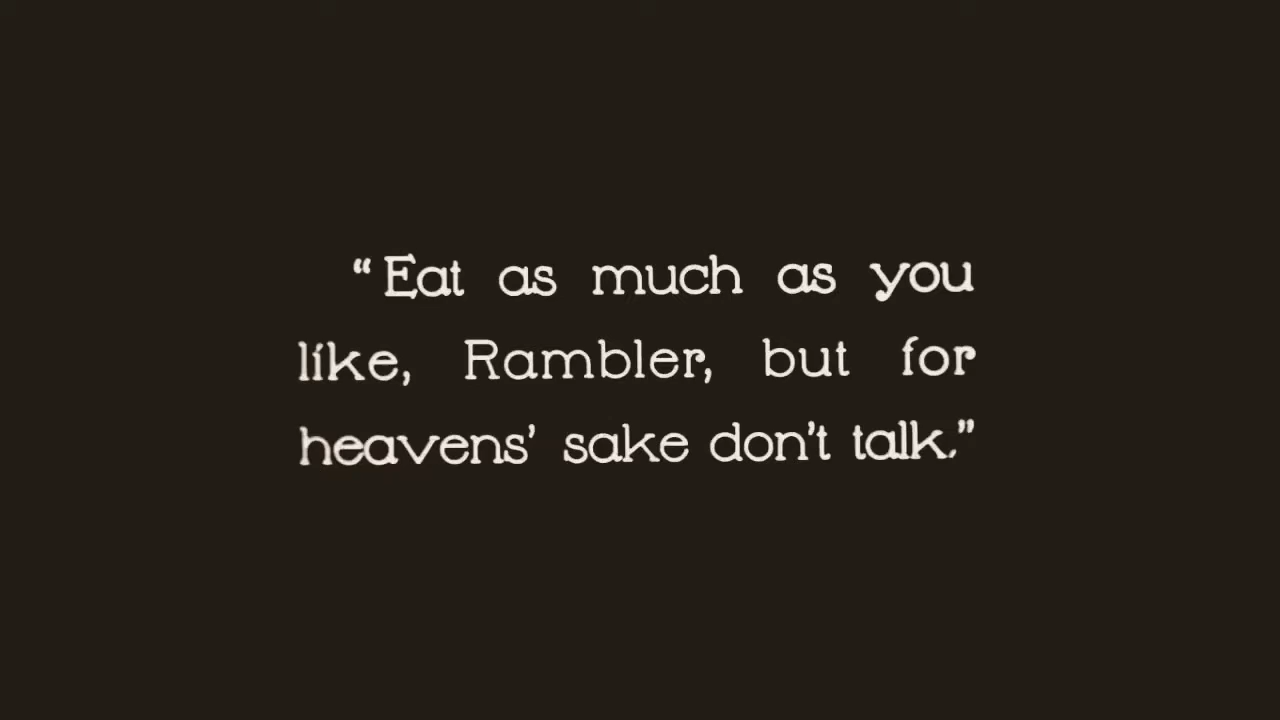 “Eat as much as you
like, Rambler, but for
heavens’ sake don’t talk.”